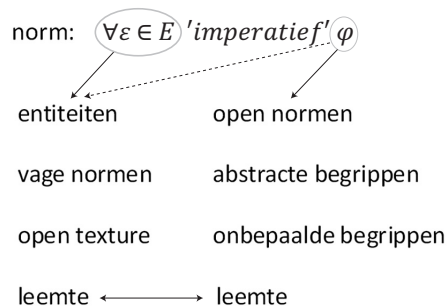 norm: ∀ε ∈ E 'imperatief' φ
entiteiten open normen
vage normen abstracte begrippen
open texture onbepaalde begrippen
leemte leemte